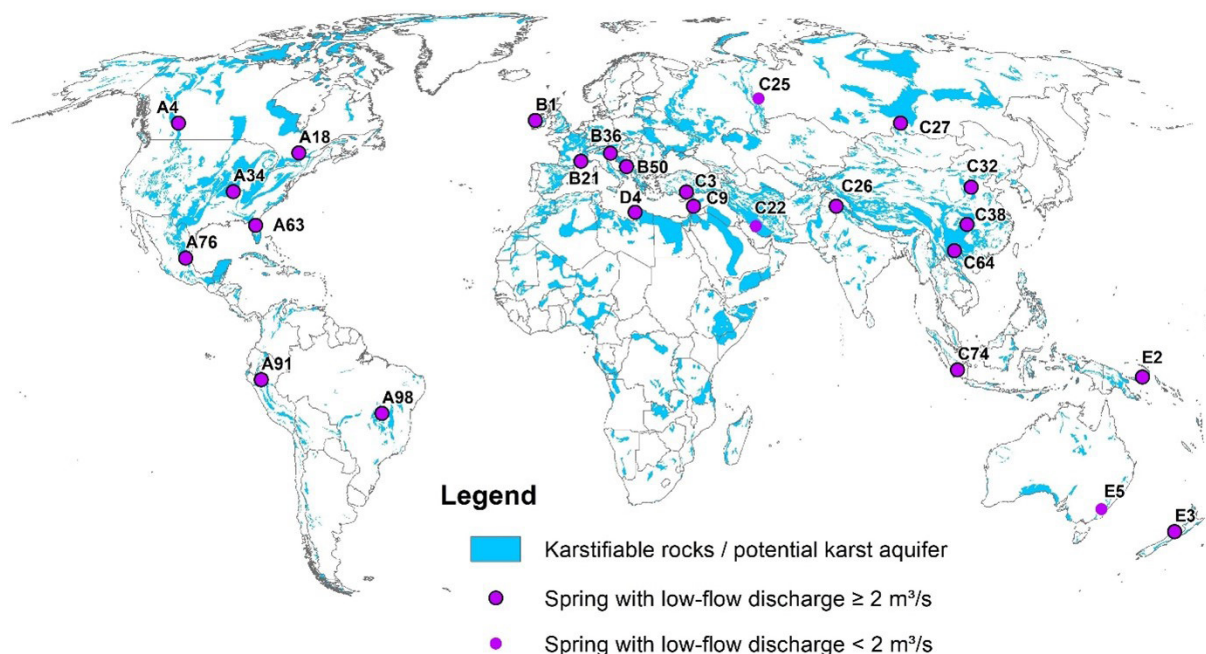 C25
A4
B1
C27
A18
B36
B50
B21
A34
C32
C3
C9
D4
C26
C22
A63
C38
A76
C64
A91
C74
E2
A98
E5
E3
Legend
Karstifiable rocks / potential karst aquifer
Spring with low-flow discharge ≥ 2 m³/s
Spring with low-flow discharge < 2 m³/s